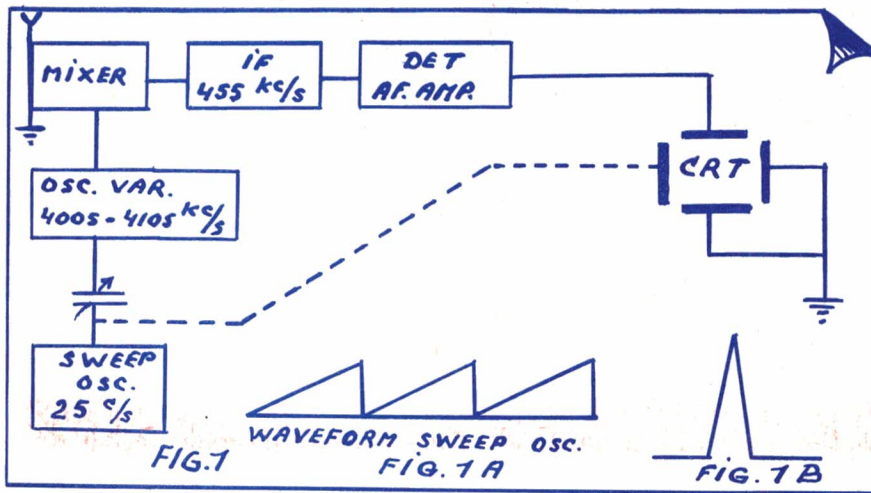 MIXER
IF
455 kc/s
DET
AF. AMP.
CRT
OSC. VAR.
4005 - 4105 kc/s
SWEEP
OSC.
25 c/s
WAVEFORM SWEEP OSC.
FIG. 1
FIG. 1A
FIG. 1B